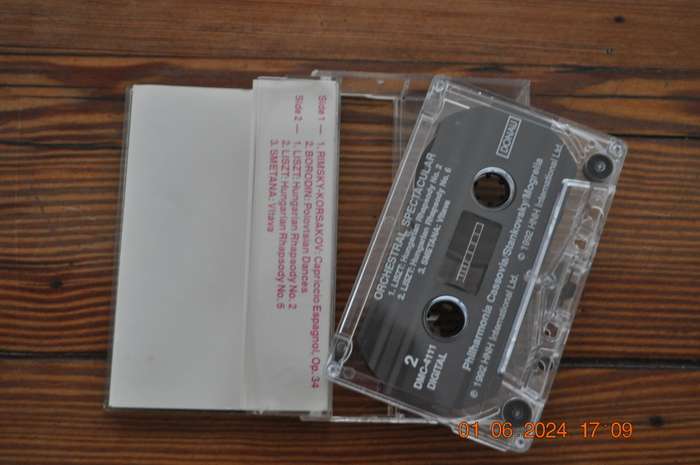 Side 1 — 1. RIMSKY-KORSAKOV: Capriccio Espagnol, Op. 34
2. BORODIN: Polovtsian Dances
Side 2 — 1. LISZT: Hungarian Rhapsody No. 2
2. LISZT: Hungarian Rhapsody No. 6
3. SMETANA: Vltava
DONAU
ORCHESTRAL SPECTACULAR
1. LISZT: Hungarian Rhapsody No. 2
2. LISZT: Hungarian Rhapsody No. 6
3. SMETANA: Vltava
2
DMC-4111
DIGITAL
Philharmonia Cassovia/Stankovsky/Mogrelia
℗ 1992 HNH International Ltd.
© 1992 HNH International Ltd.
01 06 2024 17:09